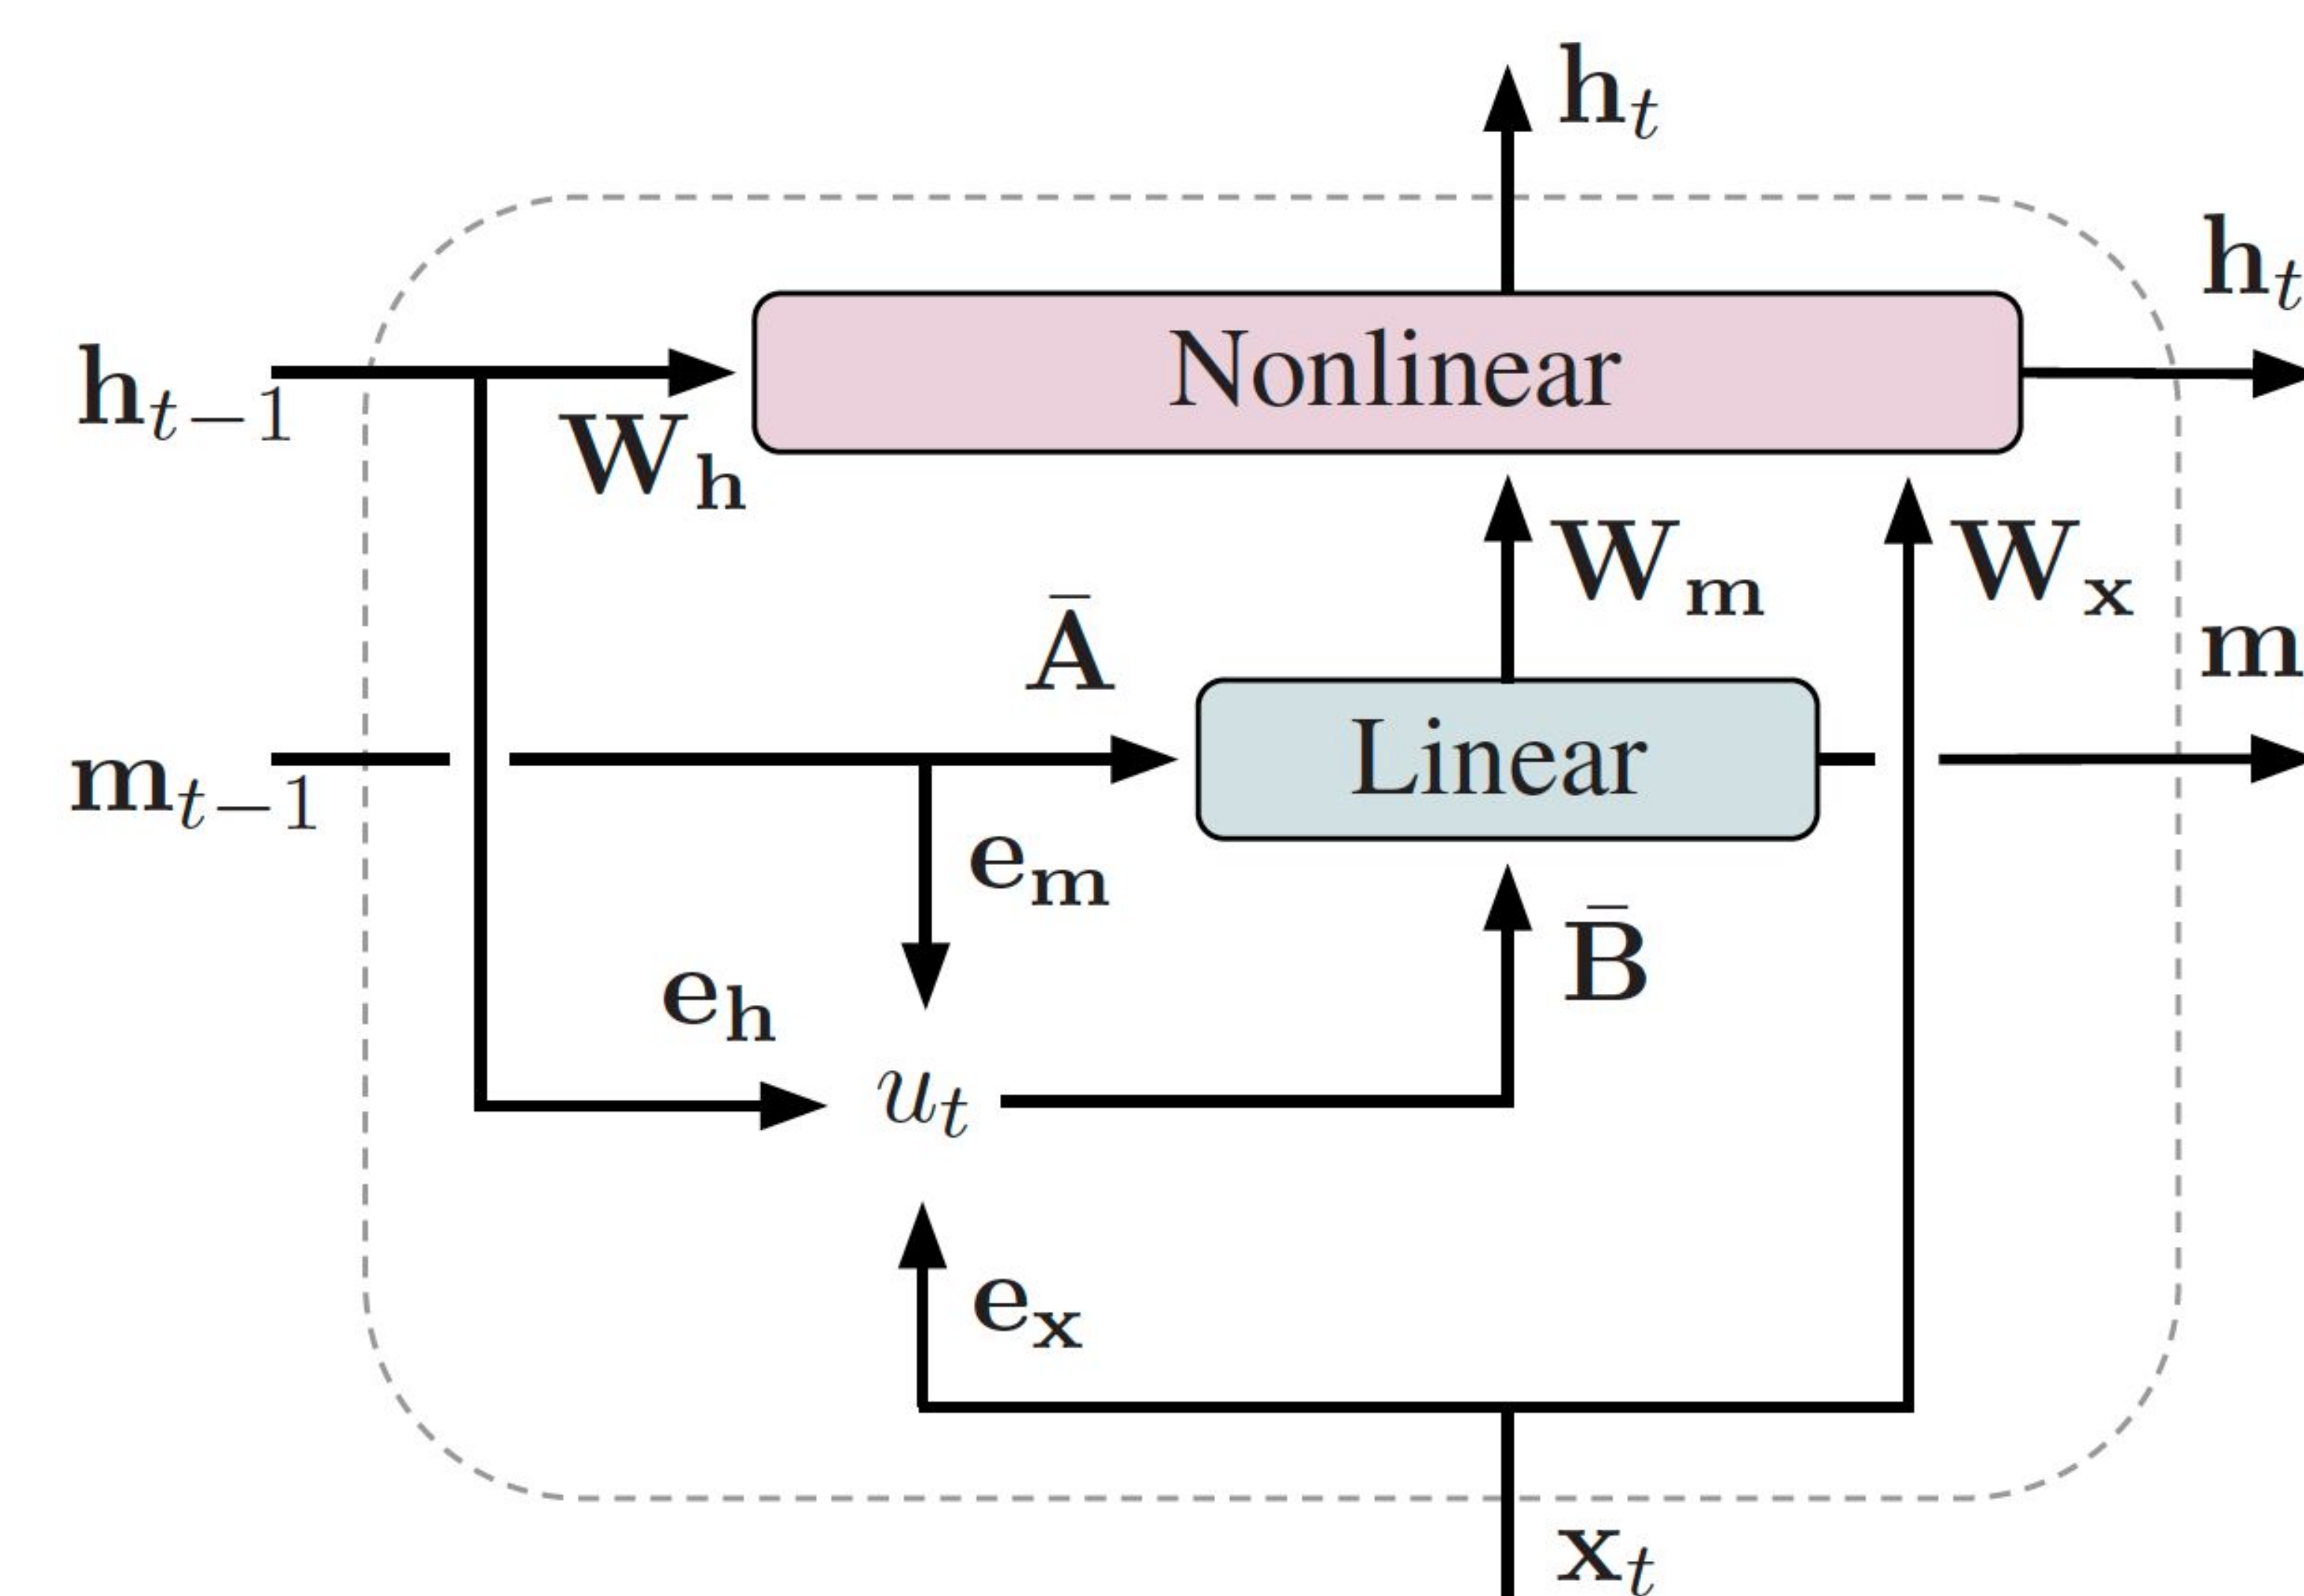 h_t
h_t
Nonlinear
h_{t-1}
W_h
W_m
W_x
Ā
m
Linear
m_{t-1}
e_m
B̄
e_h
u_t
e_x
x_t